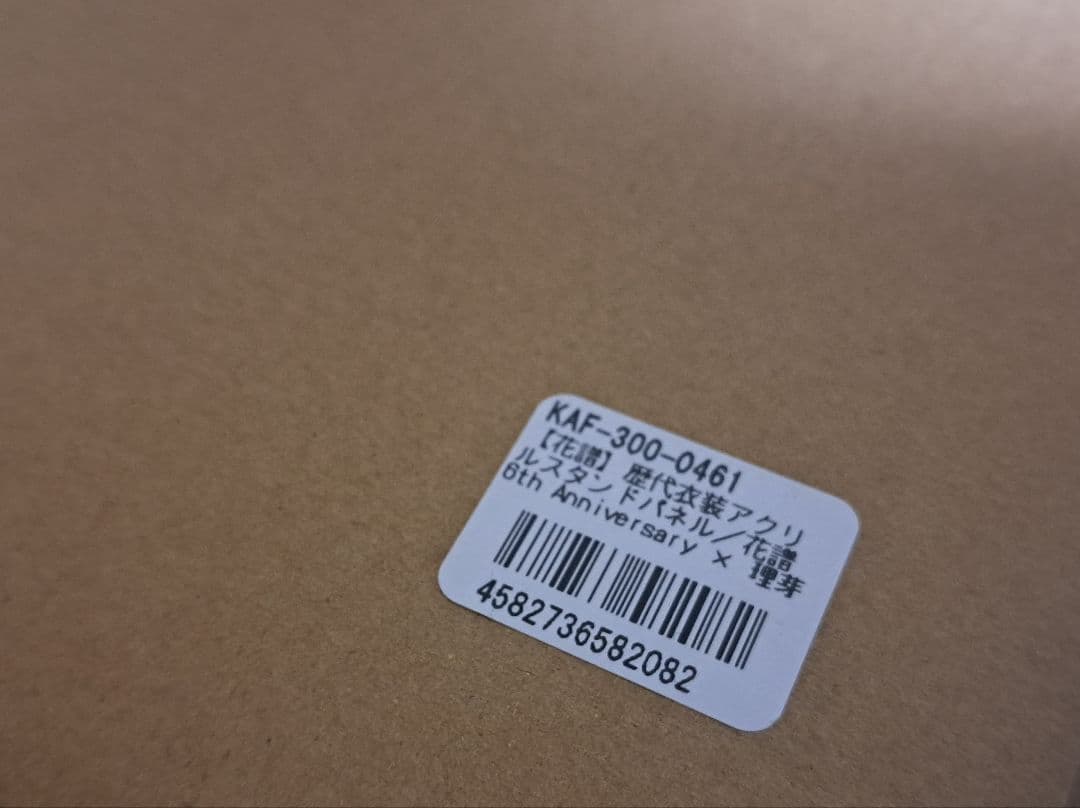 KAF-300-0461
【花譜】 歴代衣装アクリ
ルスタンドパネル／花譜
6th Anniversary × 理芽
4582736582082